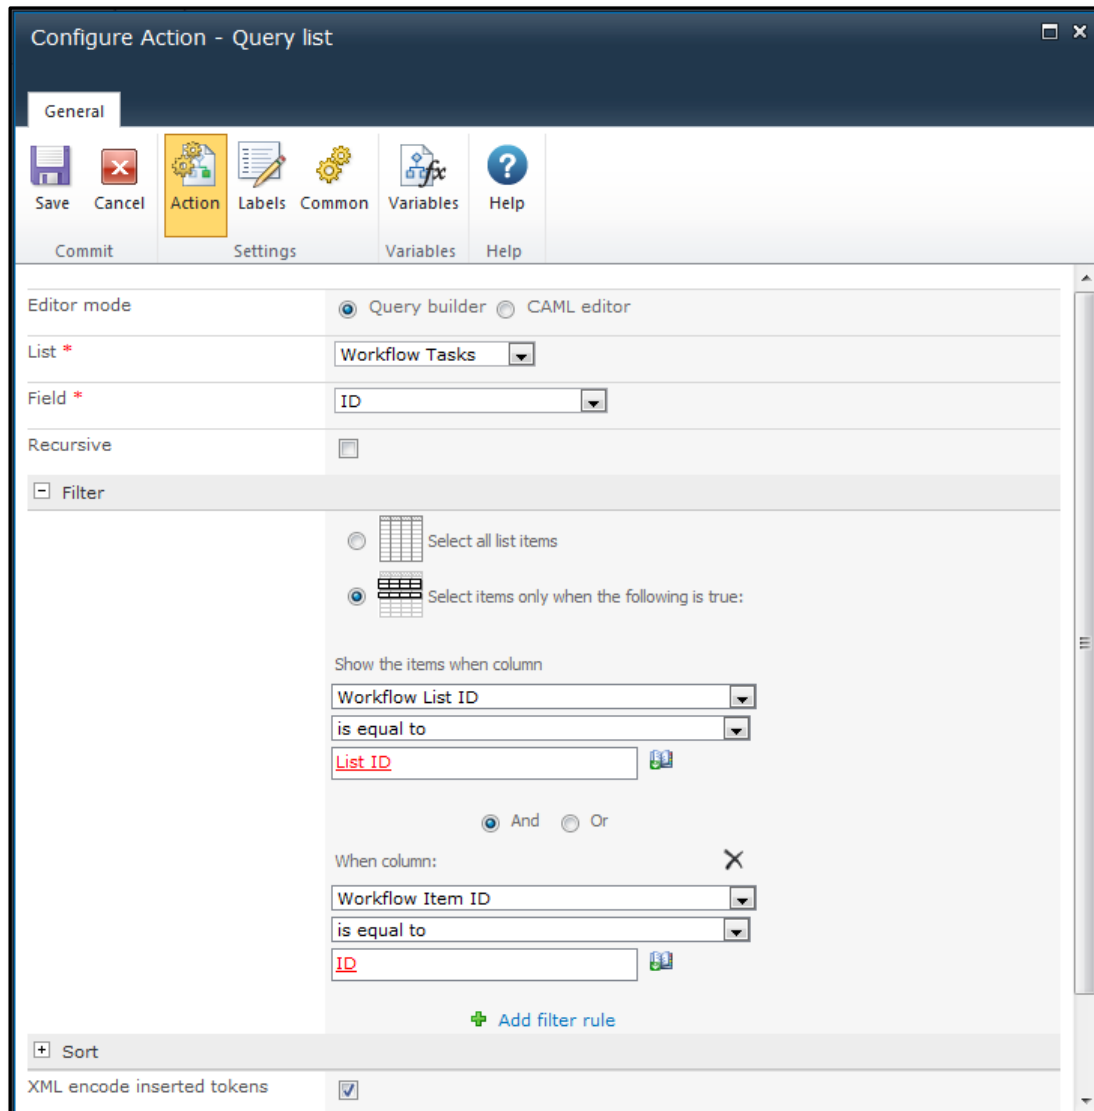 Configure Action - Query list
General
Save Cancel Action Labels Common Variables Help
Commit Settings Variables Help
Editor mode Query builder CAML editor
List * Workflow Tasks
Field * ID
Recursive
Filter
Select all list items
Select items only when the following is true:
Show the items when column
Workflow List ID
is equal to
List ID
And Or
When column:
Workflow Item ID
is equal to
ID
Add filter rule
Sort
XML encode inserted tokens